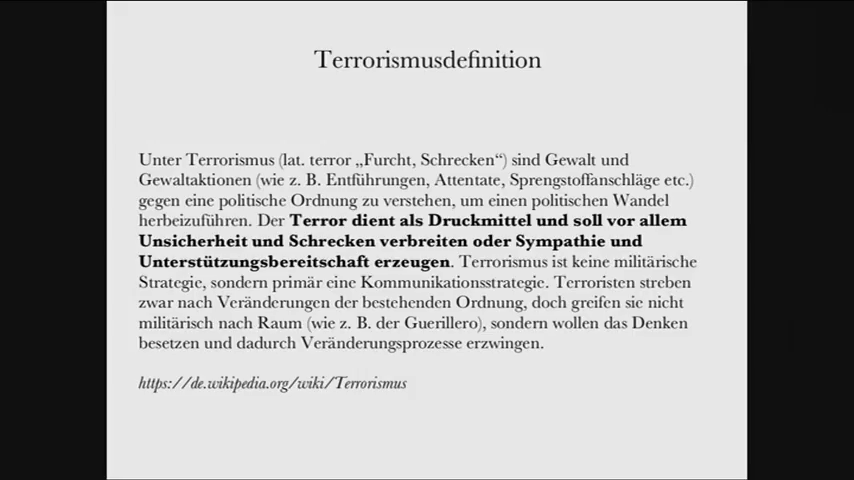 Terrorismusdefinition
Unter Terrorismus (lat. terror „Furcht, Schrecken“) sind Gewalt und
Gewaltaktionen (wie z. B. Entführungen, Attentate, Sprengstoffanschläge etc.)
gegen eine politische Ordnung zu verstehen, um einen politischen Wandel
herbeizuführen. Der Terror dient als Druckmittel und soll vor allem
Unsicherheit und Schrecken verbreiten oder Sympathie und
Unterstützungsbereitschaft erzeugen. Terrorismus ist keine militärische
Strategie, sondern primär eine Kommunikationsstrategie. Terroristen streben
zwar nach Veränderungen der bestehenden Ordnung, doch greifen sie nicht
militärisch nach Raum (wie z. B. der Guerillero), sondern wollen das Denken
besetzen und dadurch Veränderungsprozesse erzwingen.
https://de.wikipedia.org/wiki/Terrorismus